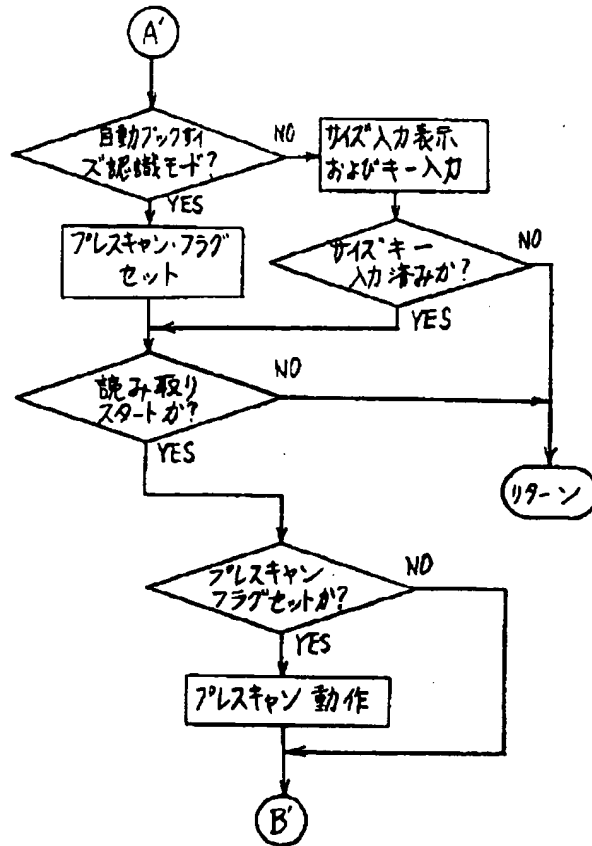 A'
自動ブックサイ
ズ認識モード?
NO
サイズ入力表示
およびキー入力
YES
プレスキャン・フラグ
セット
サイズキー
入力済みか?
NO
YES
読み取り
スタートか?
NO
YES
リターン
プレスキャン
フラグセットか?
NO
YES
プレスキャン動作
B'